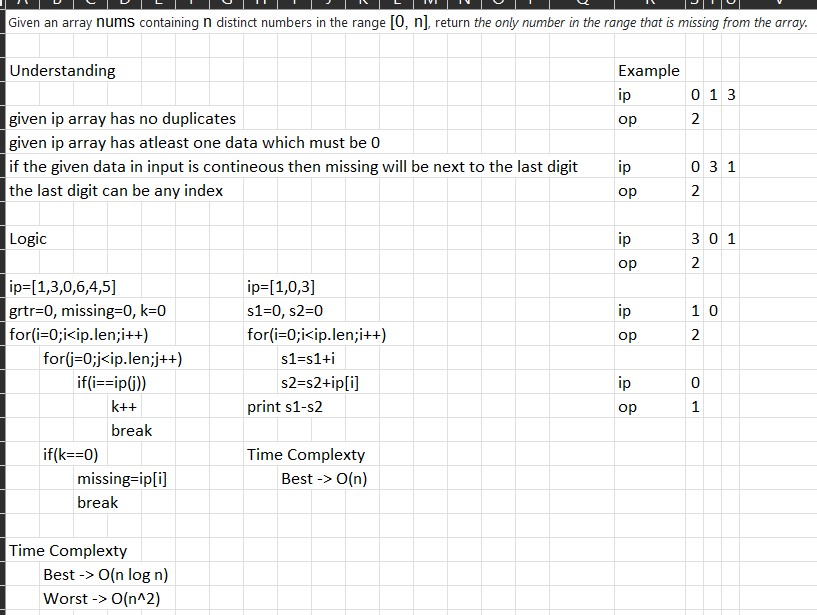 Given an array nums containing n distinct numbers in the range [0, n], return the only number in the range that is missing from the array.
Understanding
Example
ip 0 1 3
given ip array has no duplicates
op 2
given ip array has atleast one data which must be 0
if the given data in input is contineous then missing will be next to the last digit
ip 0 3 1
the last digit can be any index
op 2
Logic
ip 3 0 1
op 2
ip=[1,3,0,6,4,5]
ip=[1,0,3]
grtr=0, missing=0, k=0
s1=0, s2=0
ip 1 0
for(i=0;i<ip.len;i++)
for(i=0;i<ip.len;i++)
op 2
for(j=0;j<ip.len;j++)
s1=s1+i
if(i==ip(j))
s2=s2+ip[i]
ip 0
k++
print s1-s2
op 1
break
if(k==0)
Time Complexty
missing=ip[i]
Best -> O(n)
break
Time Complexty
Best -> O(n log n)
Worst -> O(n^2)